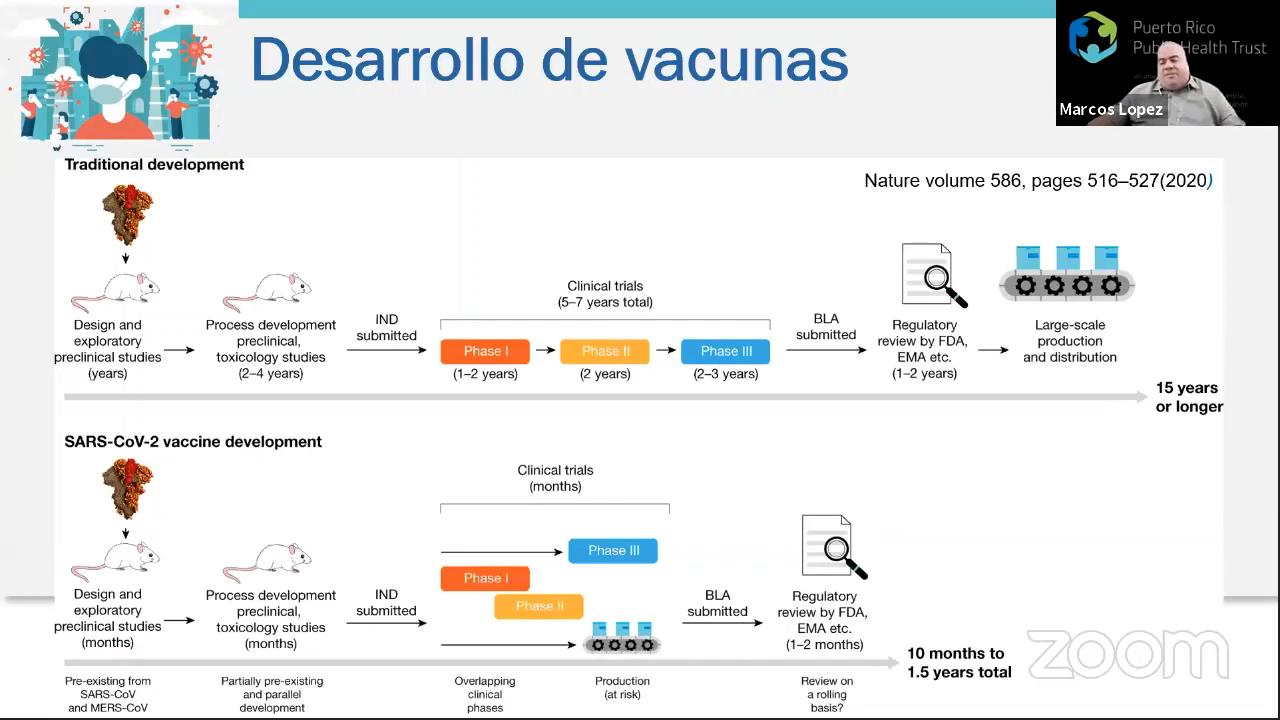 Desarrollo de vacunas
Puerto Rico
Public Health Trust
Marcos Lopez
Traditional development
Nature volume 586, pages 516–527(2020)
Design and
exploratory
preclinical studies
(years)
Process development
preclinical,
toxicology studies
(2–4 years)
IND
submitted
Clinical trials
(5–7 years total)
Phase I
(1–2 years)
Phase II
(2 years)
Phase III
(2–3 years)
BLA
submitted
Regulatory
review by FDA,
EMA etc.
(1–2 years)
Large-scale
production
and distribution
15 years
or longer
SARS-CoV-2 vaccine development
Design and
exploratory
preclinical studies
(months)
Process development
preclinical,
toxicology studies
(months)
IND
submitted
Clinical trials
(months)
Phase III
Phase I
Phase II
BLA
submitted
Regulatory
review by FDA,
EMA etc.
(1–2 months)
10 months to
1.5 years total
Pre-existing from
SARS-CoV
and MERS-CoV
Partially pre-existing
and parallel
development
Overlapping
clinical
phases
Production
(at risk)
Review on
a rolling
basis?
zoom